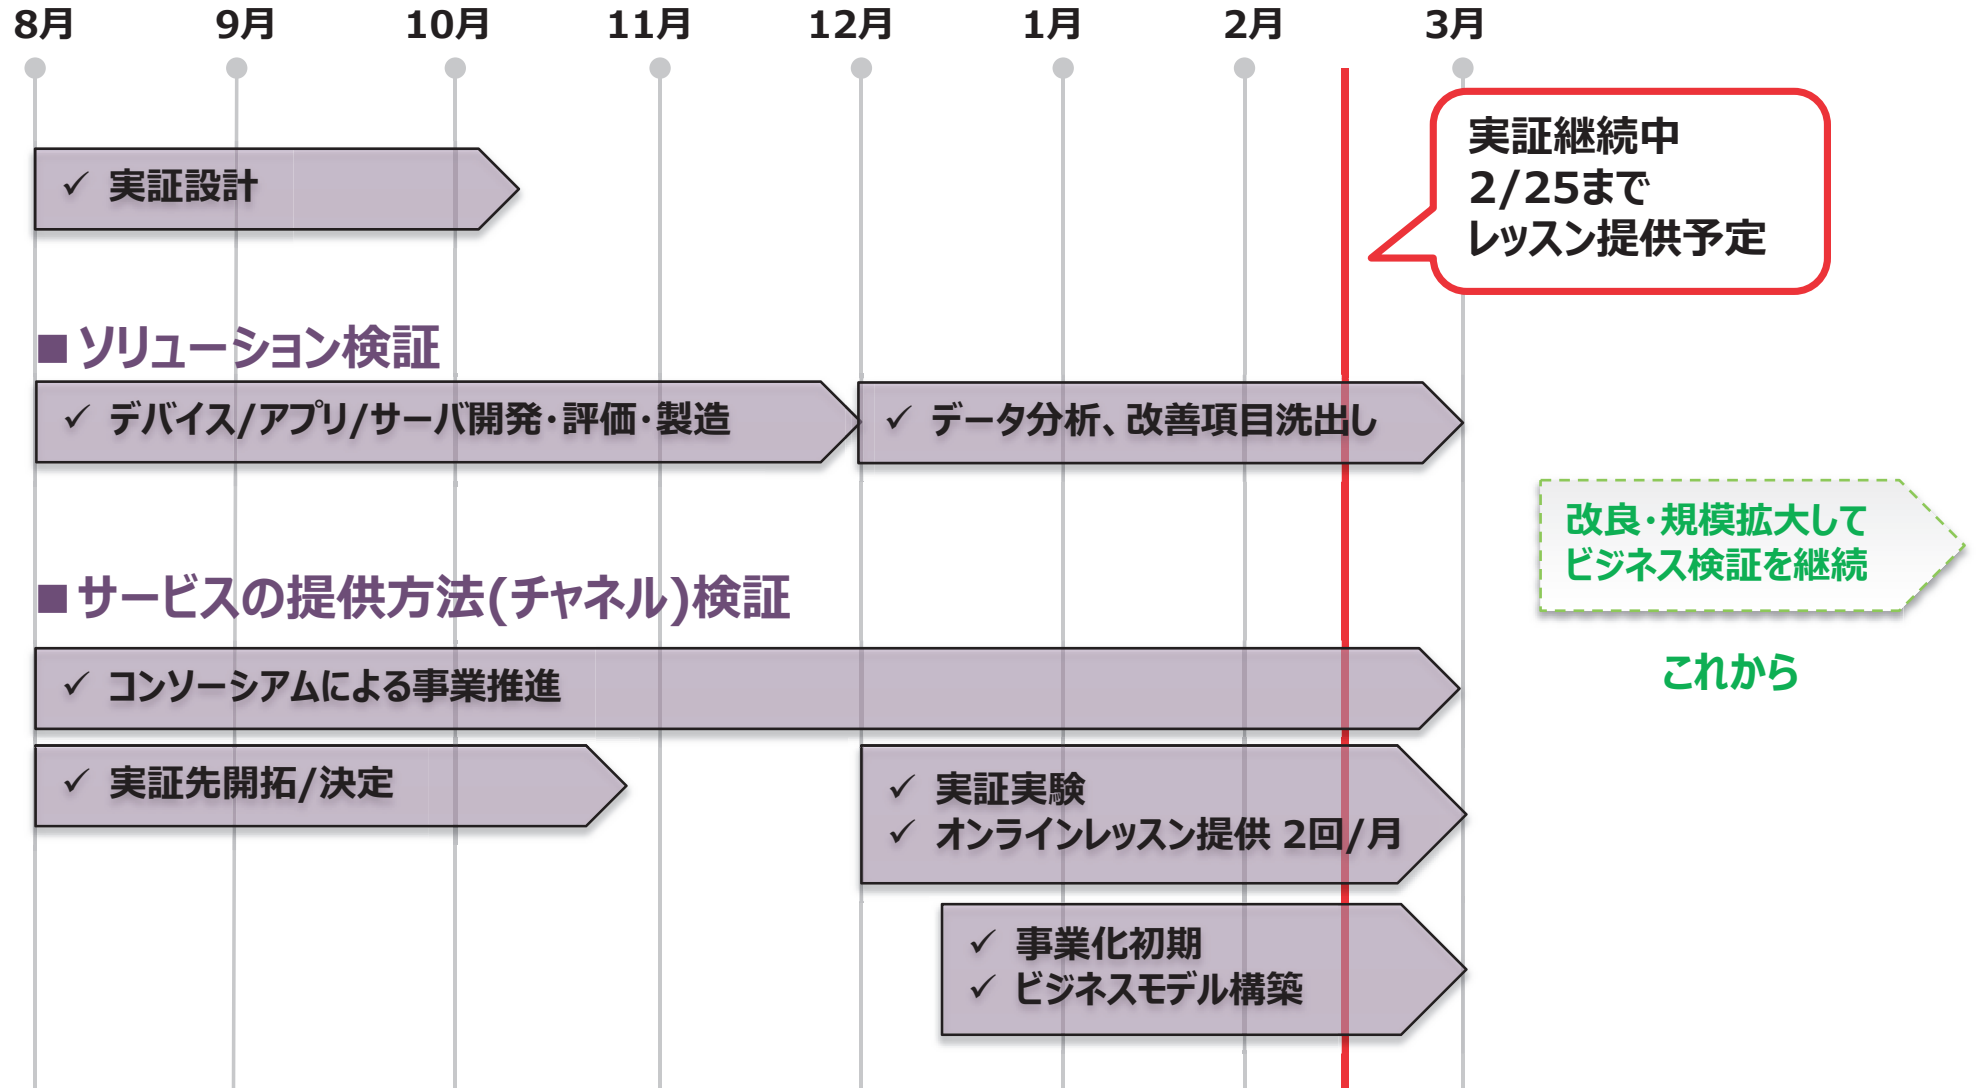 8月 9月 10月 11月 12月 1月 2月 3月
実証継続中
2/25まで
レッスン提供予定
✓ 実証設計
■ソリューション検証
✓ デバイス/アプリ/サーバ開発・評価・製造
✓ データ分析、改善項目洗出し
改良・規模拡大して
ビジネス検証を継続
これから
■サービスの提供方法(チャネル)検証
✓ コンソーシアムによる事業推進
✓ 実証先開拓/決定
✓ 実証実験
✓ オンラインレッスン提供 2回/月
✓ 事業化初期
✓ ビジネスモデル構築